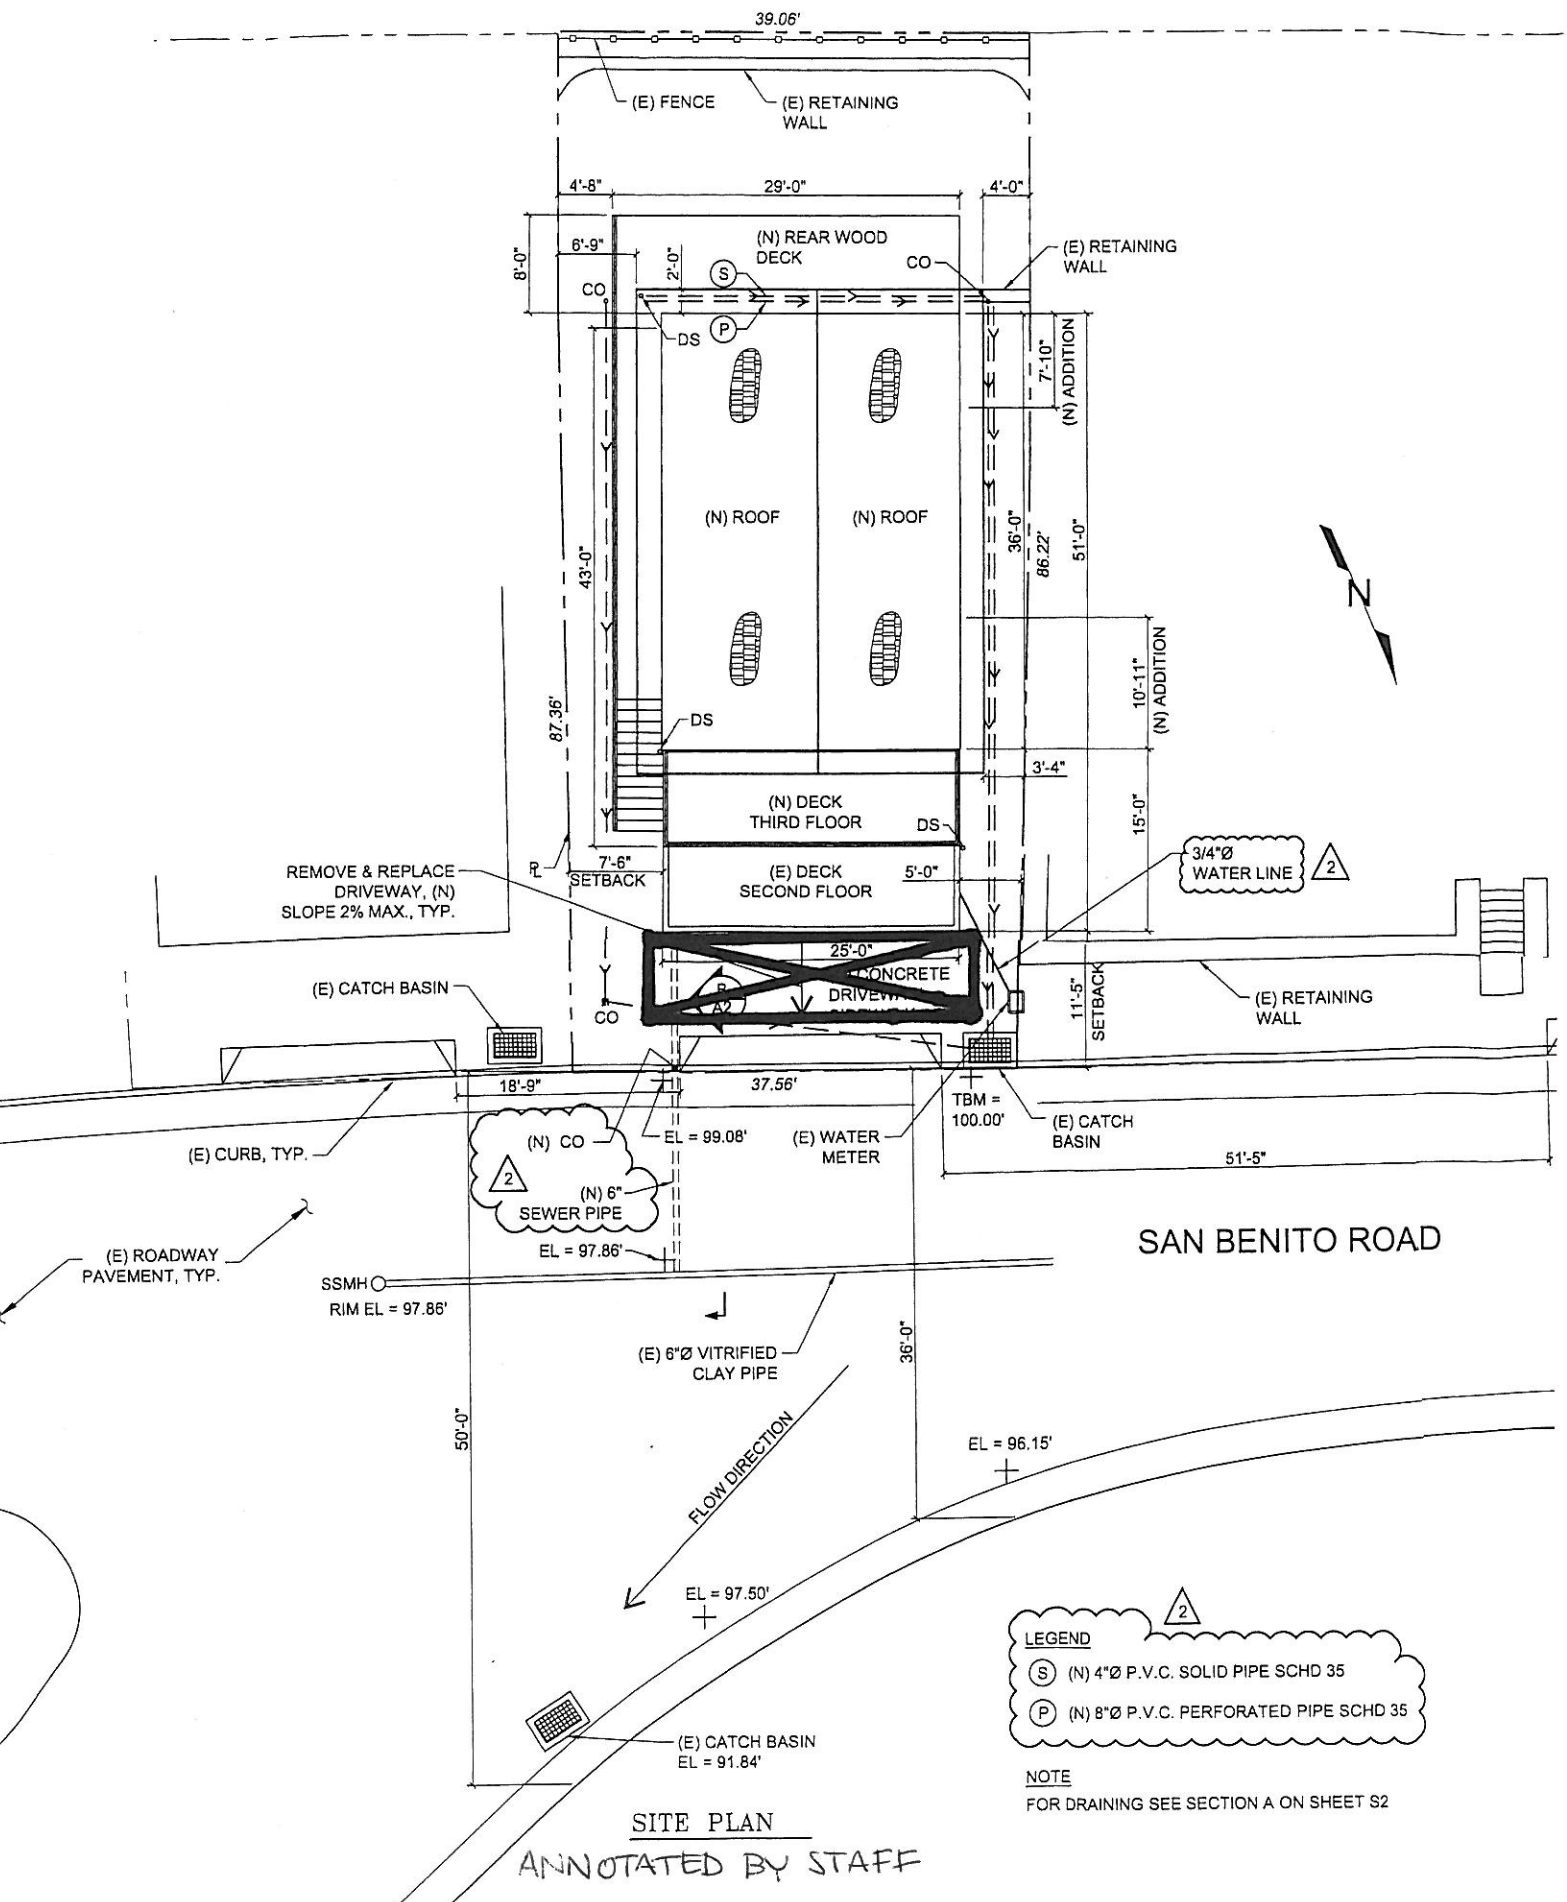 39.06'
(E) FENCE
(E) RETAINING
WALL
4'-8"
29'-0"
4'-0"
8'-0"
6'-9"
2'-0"
(N) REAR WOOD
DECK
CO
(E) RETAINING
WALL
S
CO
P
DS
7'-10"
(N) ADDITION
43'-0"
(N) ROOF
(N) ROOF
36'-0"
86.22'
51'-0"
N
87.36'
DS
10'-11"
(N) ADDITION
3'-4"
(N) DECK
THIRD FLOOR
DS
15'-0"
REMOVE & REPLACE
DRIVEWAY, (N)
SLOPE 2% MAX., TYP.
PL
7'-6"
SETBACK
(E) DECK
SECOND FLOOR
5'-0"
3/4"Ø
WATER LINE
2
25'-0"
CONCRETE
(E) CATCH BASIN
CO
A2
11'-5"
SETBACK
(E) RETAINING
WALL
18'-9"
37.56'
TBM =
100.00'
(E) CATCH
BASIN
(E) CURB, TYP.
(N) CO
EL = 99.08'
(E) WATER
METER
51'-5"
2
(N) 6"
SEWER PIPE
SAN BENITO ROAD
(E) ROADWAY
PAVEMENT, TYP.
EL = 97.86'
SSMH
RIM EL = 97.86'
(E) 6"Ø VITRIFIED
CLAY PIPE
36'-0"
50'-0"
FLOW DIRECTION
EL = 96.15'
EL = 97.50'
2
LEGEND
S (N) 4"Ø P.V.C. SOLID PIPE SCHD 35
P (N) 8"Ø P.V.C. PERFORATED PIPE SCHD 35
(E) CATCH BASIN
EL = 91.84'
NOTE
FOR DRAINING SEE SECTION A ON SHEET S2
SITE PLAN
ANNOTATED BY STAFF